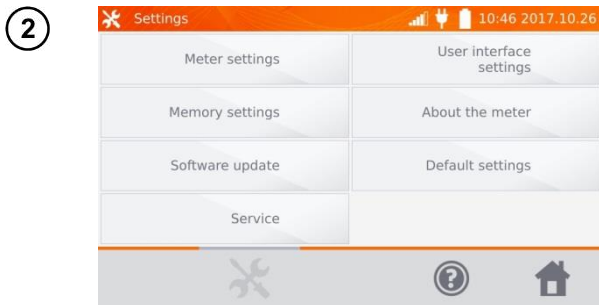 2
Settings
10:46 2017.10.26
Meter settings
User interface
settings
Memory settings
About the meter
Software update
Default settings
Service
?